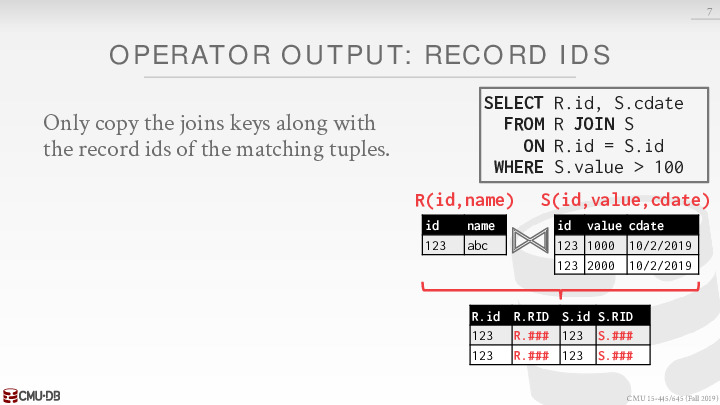 7
OPERATOR OUTPUT: RECORD IDS
Only copy the joins keys along with
the record ids of the matching tuples.
SELECT R.id, S.cdate
FROM R JOIN S
ON R.id = S.id
WHERE S.value > 100
R(id,name) S(id,value,cdate)
id name
123 abc
id value cdate
123 1000 10/2/2019
123 2000 10/2/2019
R.id R.RID S.id S.RID
123 R.### 123 S.###
123 R.### 123 S.###
CMU·DB
CMU 15-445/645 (Fall 2019)